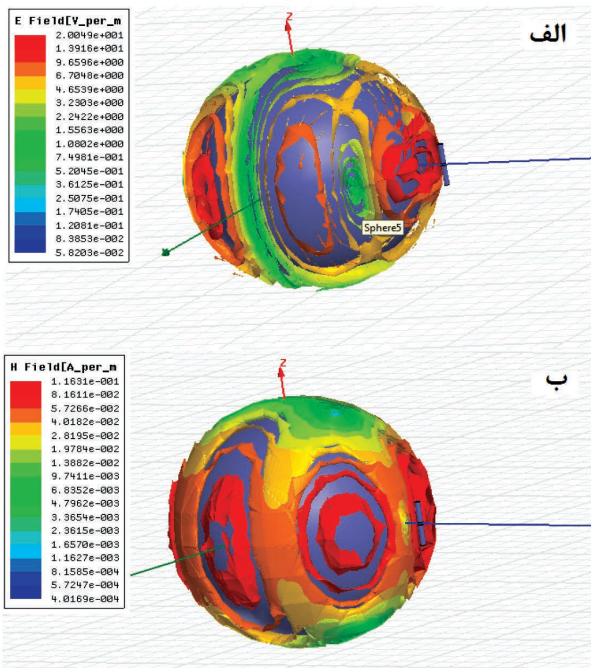 الف
E Field[V_per_m
2.0049e+001
1.3916e+001
9.6596e+000
6.7048e+000
4.6539e+000
3.2303e+000
2.2422e+000
1.5563e+000
1.0802e+000
7.4981e-001
5.2045e-001
3.6125e-001
2.5075e-001
1.7405e-001
1.2081e-001
8.3853e-002
5.8203e-002
Z
Sphere5
ب
H Field[A_per_m
1.1631e-001
8.1611e-002
5.7266e-002
4.0182e-002
2.8195e-002
1.9784e-002
1.3882e-002
9.7411e-003
6.8352e-003
4.7962e-003
3.3654e-003
2.3615e-003
1.6570e-003
1.1627e-003
8.1585e-004
5.7247e-004
4.0169e-004
Z